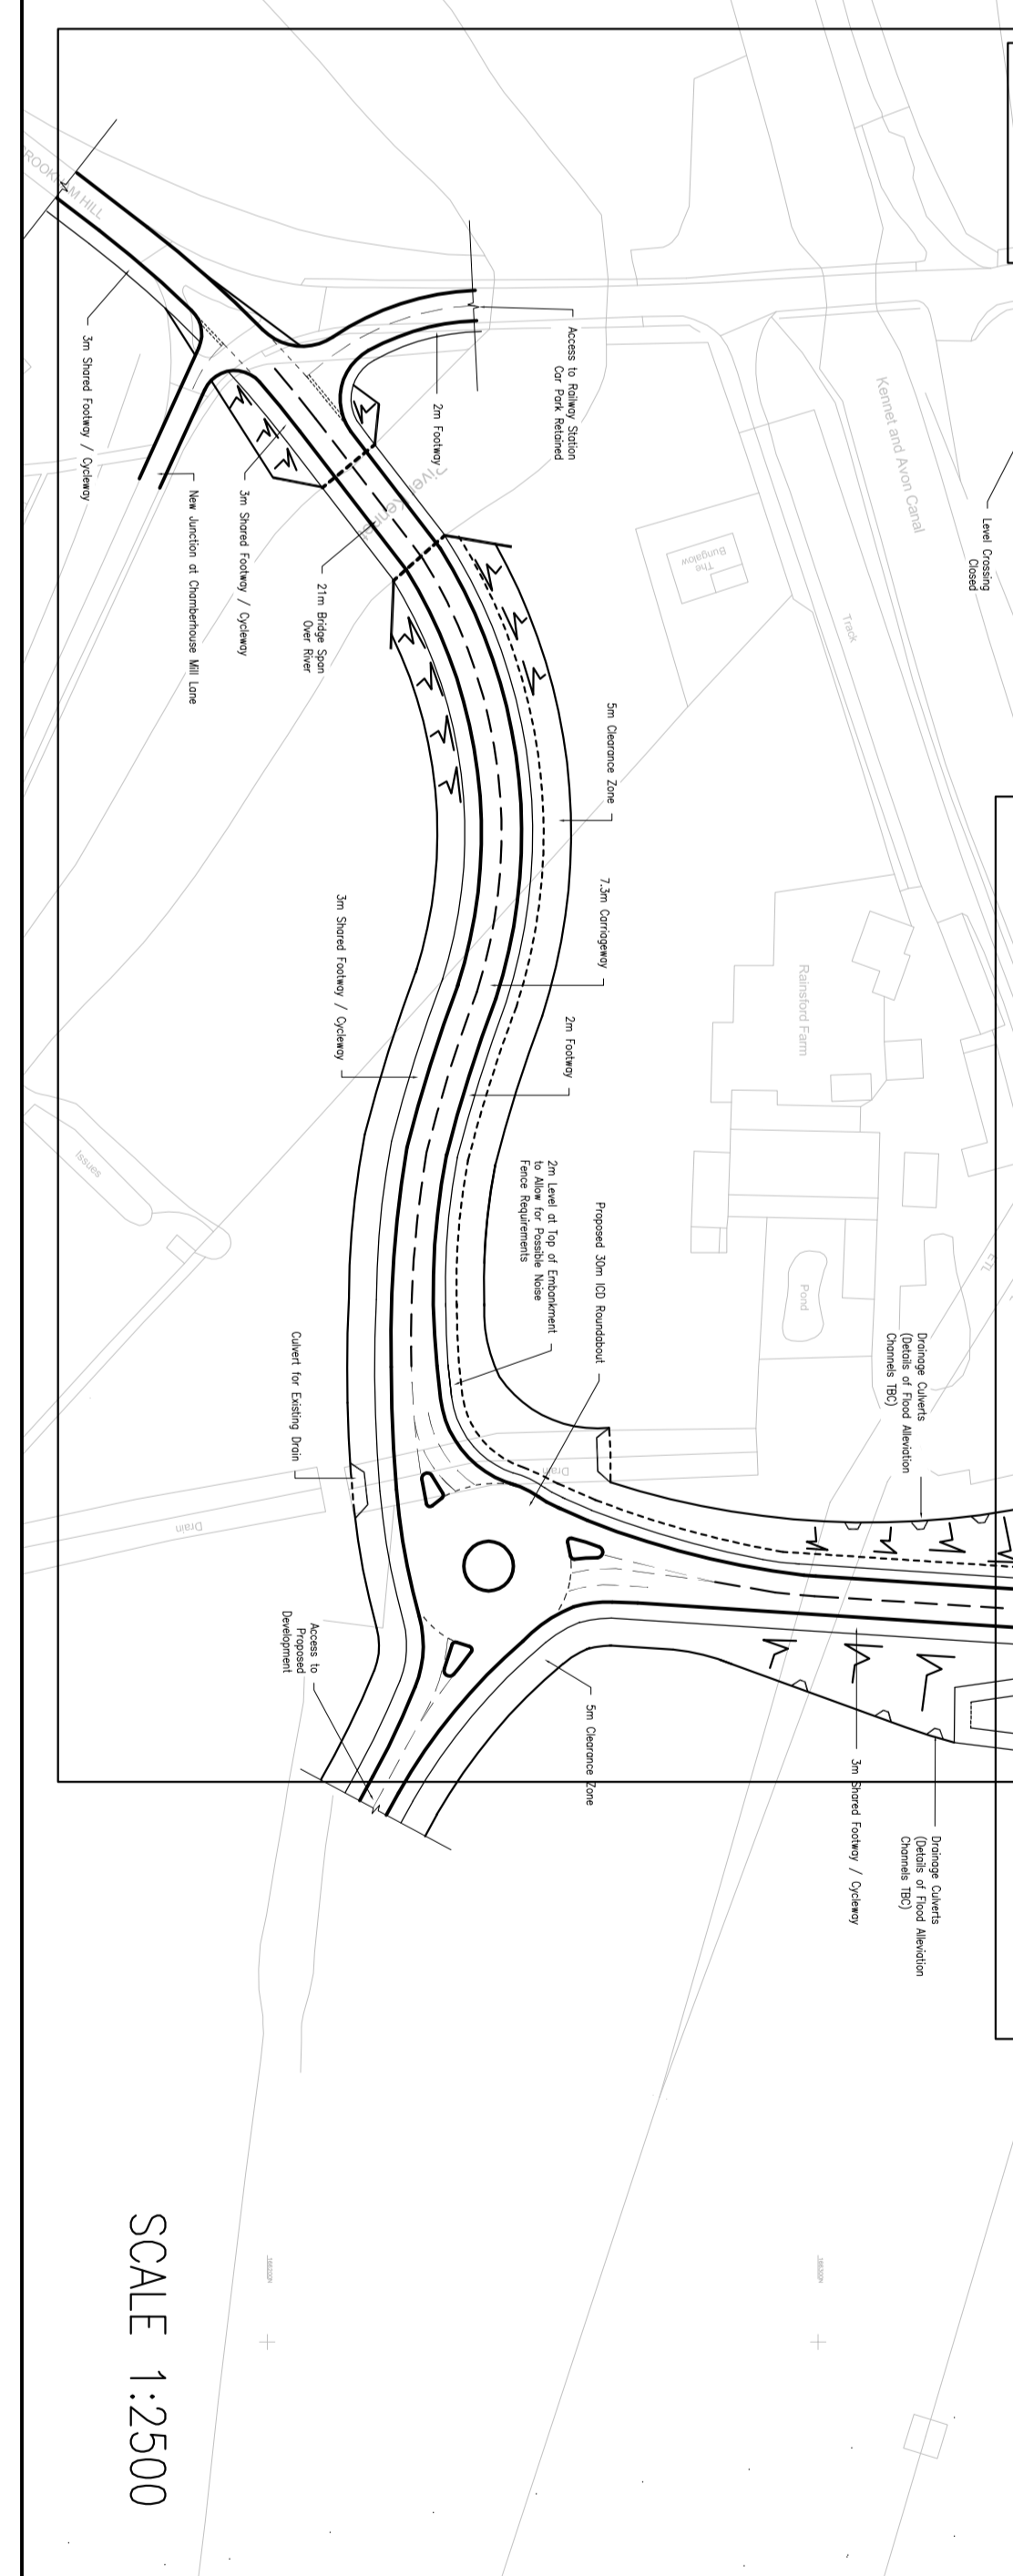 3m Shared Footway / Cycleway
New Junction at Chamberhouse Mill Lane
3m Shared Footway / Cycleway
2m Footway
Access to Railway Station
Car Park Retained
21m Bridge Span
Over River
Kennet and Avon Canal
Level Crossing
Closed
The
Bungalow
Track
5m Clearance Zone
7.3m Carriageway
2m Footway
3m Shared Footway / Cycleway
Rainsford Farm
Issues
Pond
ETL
2m Level at Top of Embankment
to Allow for Possible Noise
Fence Requirements
Proposed 30m ICD Roundabout
Drainage Culverts
(Details of Flood Alleviation
Channels TBC)
Culvert for Existing Drain
Drain
Drain
Access to
Proposed
Development
5m Clearance Zone
3m Shared Footway / Cycleway
Drainage Culverts
(Details of Flood Alleviation
Channels TBC)
SCALE 1:2500